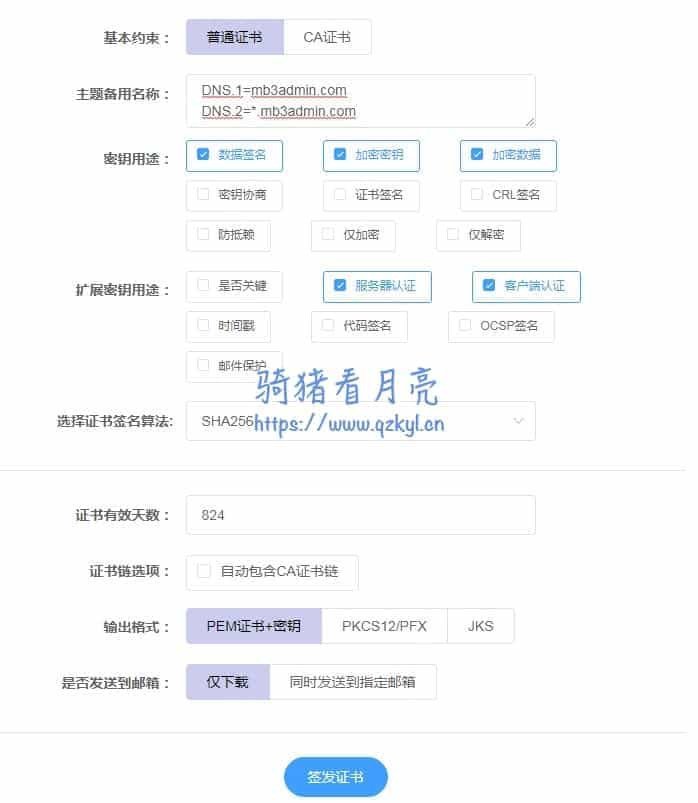 基本约束： 普通证书 CA证书
主题备用名称： DNS.1=mb3admin.com
DNS.2=*.mb3admin.com
密钥用途： 数据签名 加密密钥 加密数据
密钥协商 证书签名 CRL签名
防抵赖 仅加密 仅解密
扩展密钥用途： 是否关键 服务器认证 客户端认证
时间戳 代码签名 OCSP签名
邮件保护
骑猪看月亮
选择证书签名算法: SHA256
https://www.qzkyl.cn
证书有效天数： 824
证书链选项： 自动包含CA证书链
输出格式： PEM证书+密钥 PKCS12/PFX JKS
是否发送到邮箱： 仅下载 同时发送到指定邮箱
签发证书